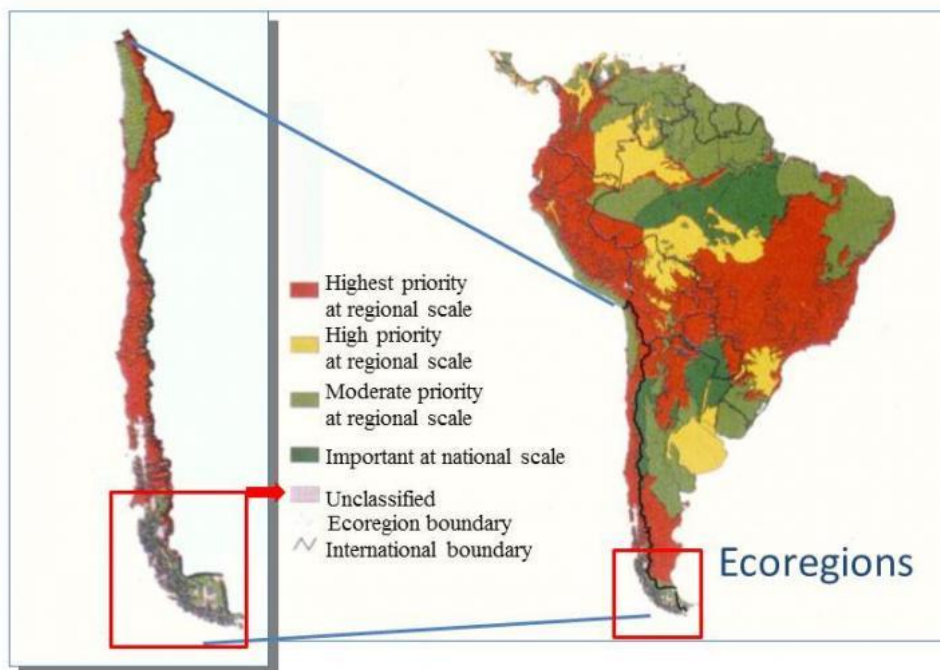 Highest priority
at regional scale
High priority
at regional scale
Moderate priority
at regional scale
Important at national scale
Unclassified
Ecoregion boundary
International boundary
Ecoregions